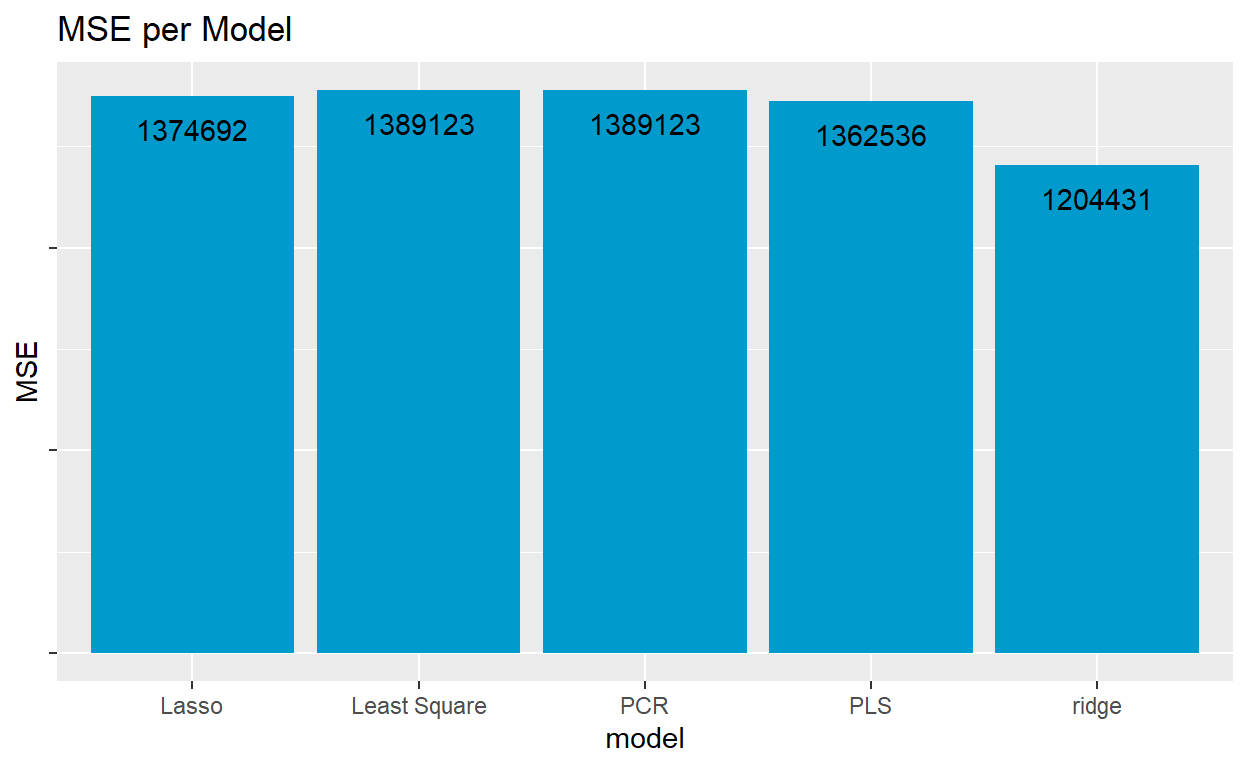 MSE per Model
1374692
1389123
1389123
1362536
1204431
MSE
Lasso
Least Square
PCR
PLS
ridge
model